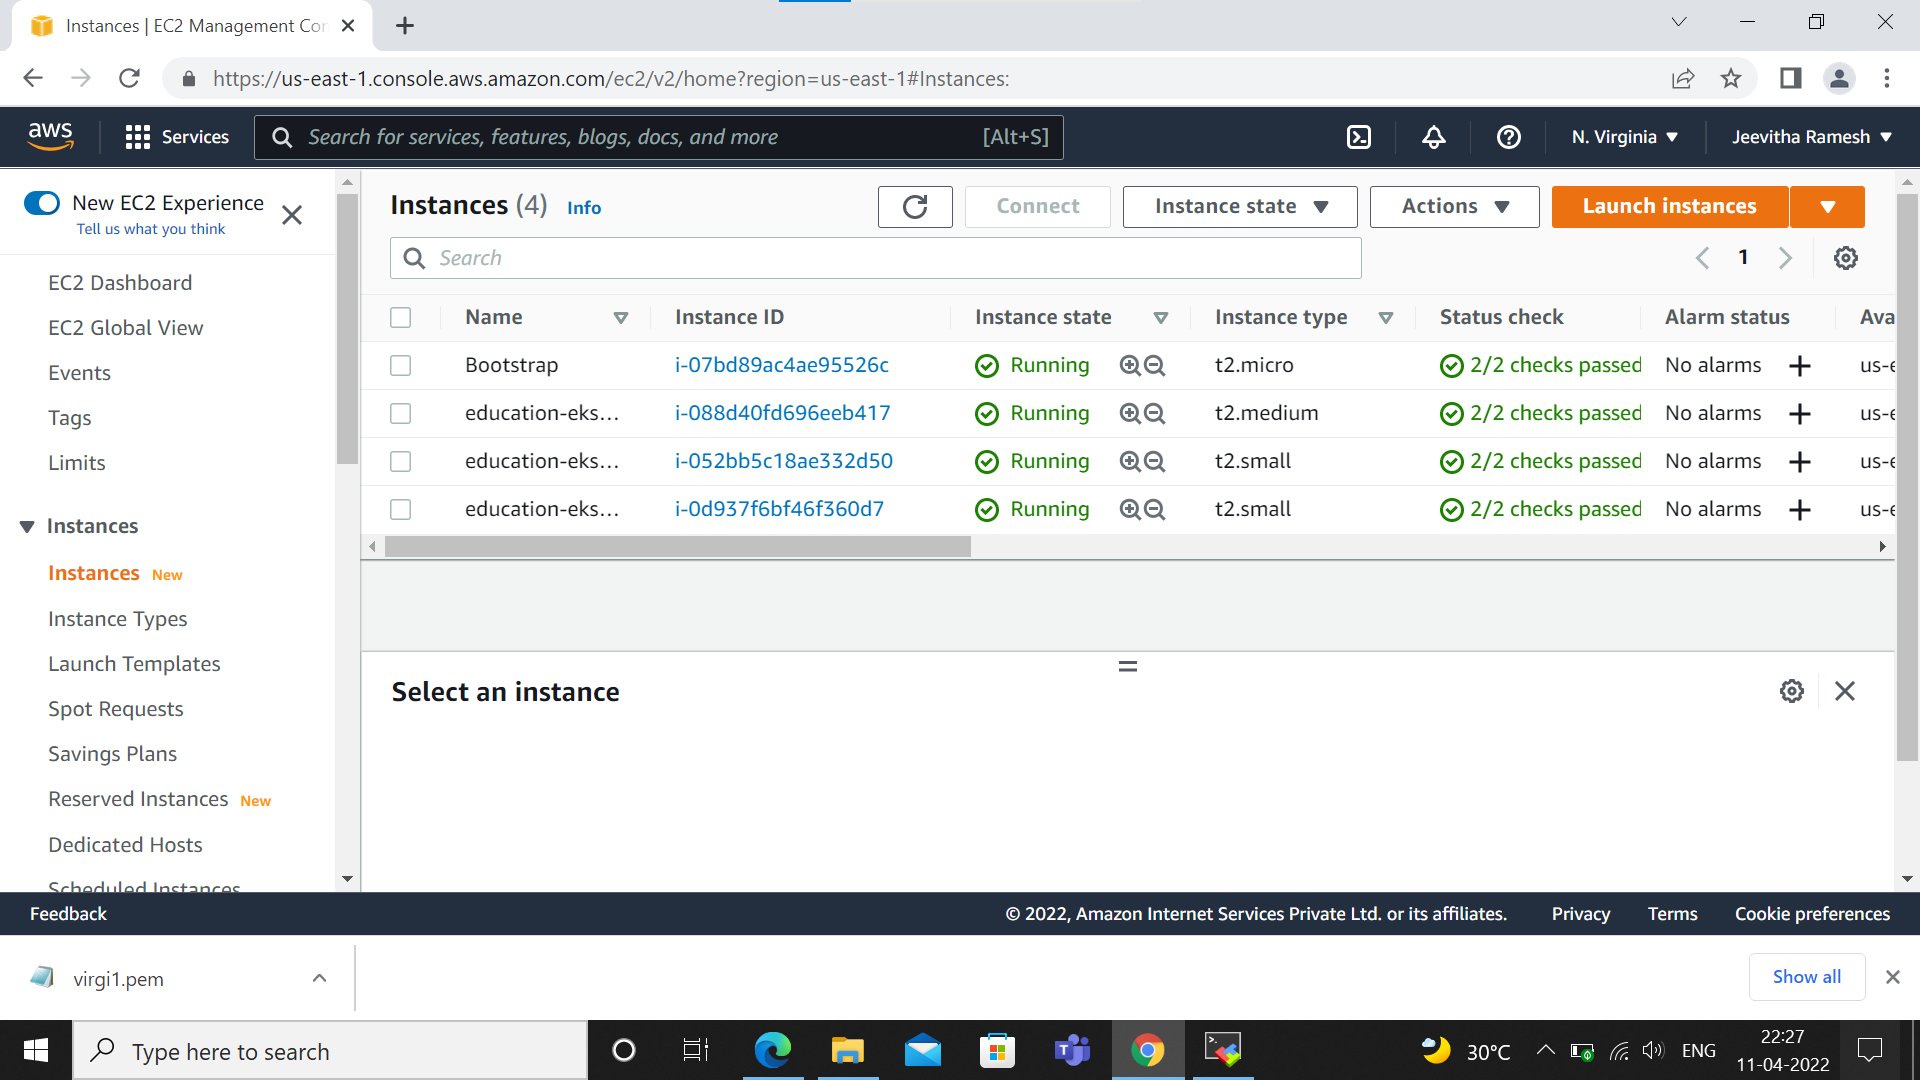 Instances | EC2 Management Con
https://us-east-1.console.aws.amazon.com/ec2/v2/home?region=us-east-1#Instances:
aws Services Search for services, features, blogs, docs, and more [Alt+S] N. Virginia Jeevitha Ramesh
New EC2 Experience
Tell us what you think
EC2 Dashboard
EC2 Global View
Events
Tags
Limits
Instances
Instances New
Instance Types
Launch Templates
Spot Requests
Savings Plans
Reserved Instances New
Dedicated Hosts
Scheduled Instances
Instances (4) Info Connect Instance state Actions Launch instances
Search 1
Name Instance ID Instance state Instance type Status check Alarm status Ava
Bootstrap i-07bd89ac4ae95526c Running t2.micro 2/2 checks passed No alarms us-e
education-eks... i-088d40fd696eeb417 Running t2.medium 2/2 checks passed No alarms us-e
education-eks... i-052bb5c18ae332d50 Running t2.small 2/2 checks passed No alarms us-e
education-eks... i-0d937f6bf46f360d7 Running t2.small 2/2 checks passed No alarms us-e
Select an instance
Feedback © 2022, Amazon Internet Services Private Ltd. or its affiliates. Privacy Terms Cookie preferences
virgi1.pem Show all
Type here to search 30°C ENG 22:27
11-04-2022